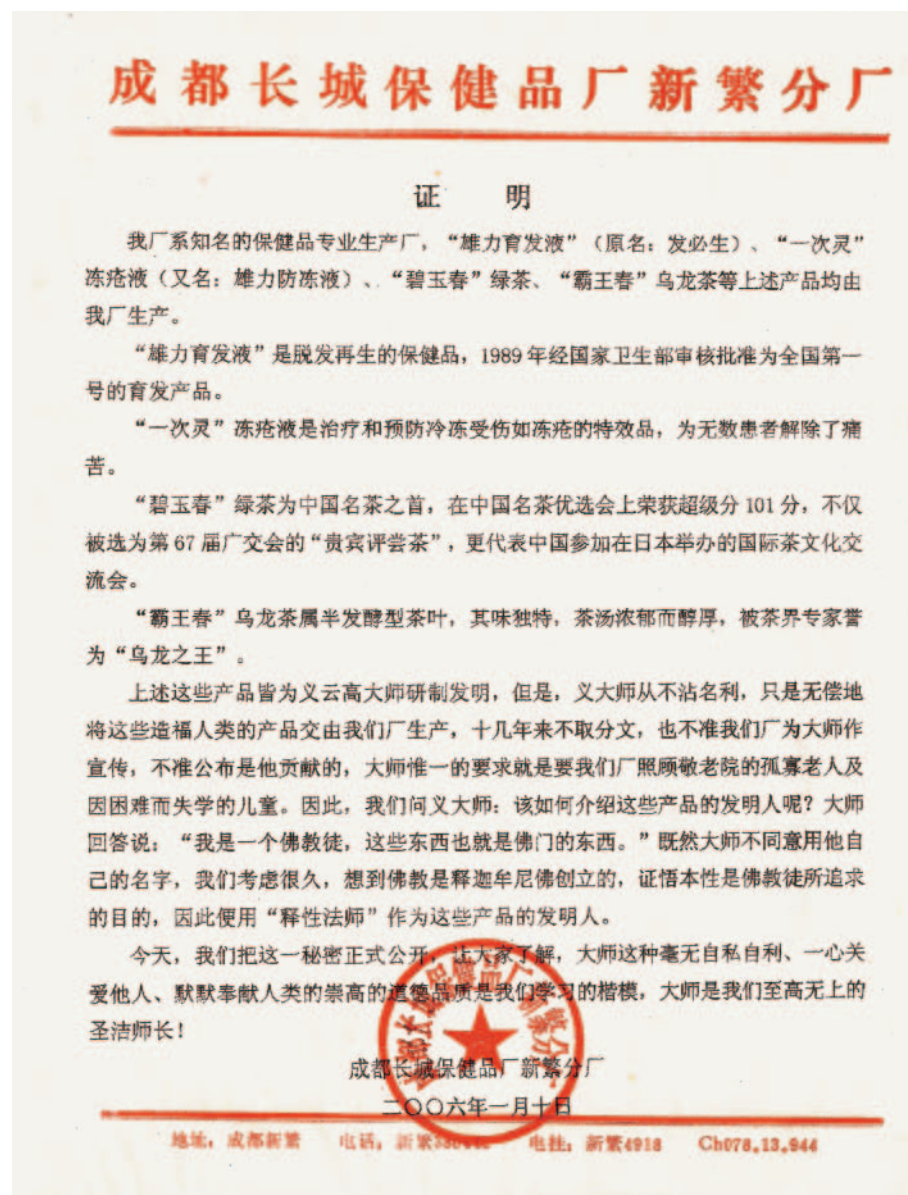 成都长城保健品厂新繁分厂
证 明
我厂系知名的保健品专业生产厂，“雄力育发液”（原名：发必生）、“一次灵”
冻疮液（又名：雄力防冻液）、“碧玉春”绿茶、“霸王春”乌龙茶等上述产品均由
我厂生产。
“雄力育发液”是脱发再生的保健品，1989年经国家卫生部审核批准为全国第一
号的育发产品。
“一次灵”冻疮液是治疗和预防冷冻受伤如冻疮的特效品，为无数患者解除了痛
苦。
“碧玉春”绿茶为中国名茶之首，在中国名茶优选会上荣获超级分 101 分，不仅
被选为第 67 届广交会的“贵宾评尝茶”，更代表中国参加在日本举办的国际茶文化交
流会。
“霸王春”乌龙茶属半发酵型茶叶，其味独特，茶汤浓郁而醇厚，被茶界专家誉
为“乌龙之王”。
上述这些产品皆为义云高大师研制发明，但是，义大师从不沾名利，只是无偿地
将这些造福人类的产品交由我们厂生产，十几年来不取分文，也不准我们厂为大师作
宣传，不准公布是他贡献的，大师惟一的要求就是要我们厂照顾敬老院的孤寡老人及
因困难而失学的儿童。因此，我们问义大师：该如何介绍这些产品的发明人呢？大师
回答说：“我是一个佛教徒，这些东西也就是佛门的东西。”既然大师不同意用他自
己的名字，我们考虑很久，想到佛教是释迦牟尼佛创立的，证悟本性是佛教徒所追求
的目的，因此便用“释性法师”作为这些产品的发明人。
今天，我们把这一秘密正式公开，让大家了解，大师这种毫无自私自利、一心关
爱他人、默默奉献人类的崇高的道德品质是我们学习的楷模，大师是我们至高无上的
圣洁师长！
成都长城保健品厂新繁分厂
成都长城保健品厂新繁分厂
二〇〇六年一月十日
地址：成都新繁 电话：新繁 电挂：新繁4918 Ch078.13.944